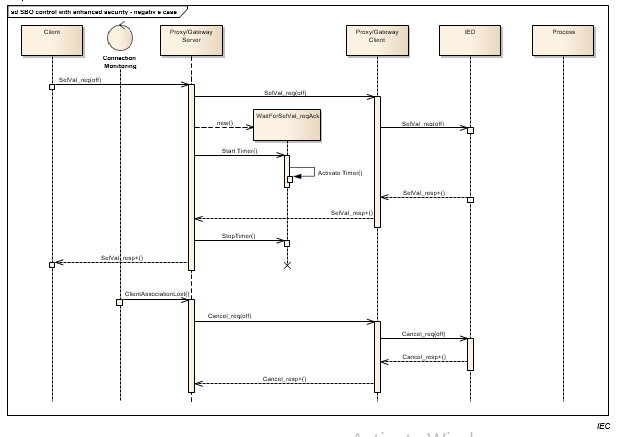 sd SBO control with enhanced security - negative case
Client
Connection
Monitoring
Proxy/Gateway
Server
Proxy/Gateway
Client
IED
Process
SelVal_req(off)
SelVal_req(off)
new()
WaitForSelVal_reqAck
SelVal_req(off)
Start Timer()
Activate Timer()
SelVal_resp+()
SelVal_resp+()
StopTimer()
SelVal_resp+()
ClientAssociationLost()
Cancel_req(off)
Cancel_req(off)
Cancel_resp+()
Cancel_resp+()
IEC